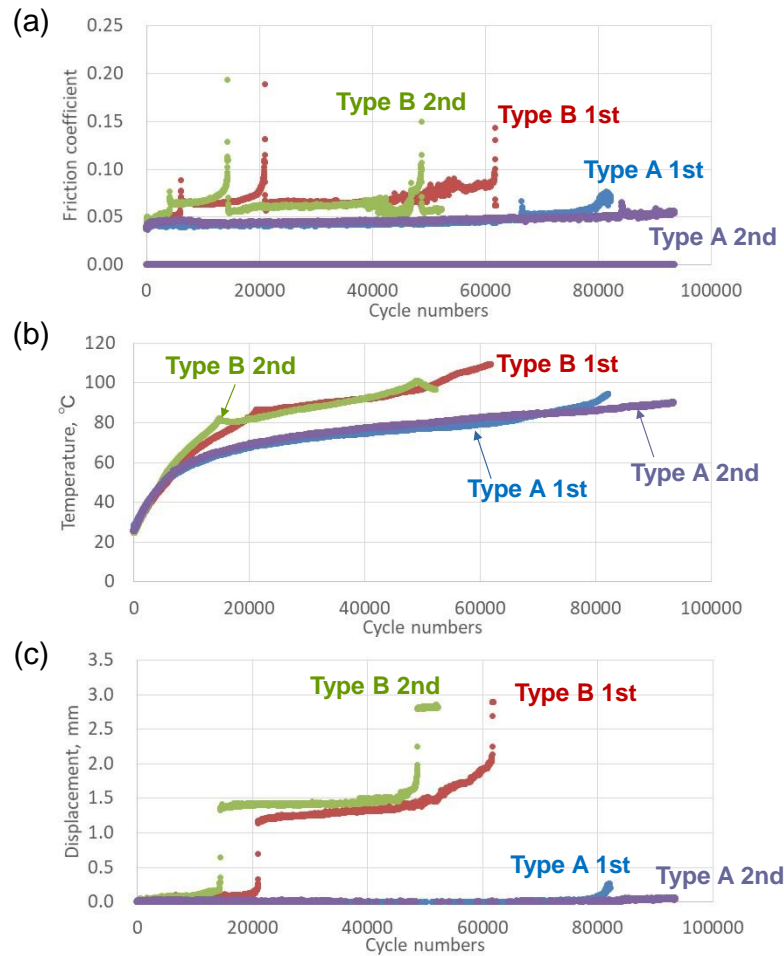 (a)
Friction coefficient
0.25
0.20
0.15
0.10
0.05
0.00
Type B 2nd
Type B 1st
Type A 1st
Type A 2nd
0 20000 40000 60000 80000 100000
Cycle numbers
(b)
Temperature, ℃
120
100
80
60
40
20
0
Type B 2nd
Type B 1st
Type A 1st
Type A 2nd
0 20000 40000 60000 80000 100000
Cycle numbers
(c)
Displacement, mm
3.5
3.0
2.5
2.0
1.5
1.0
0.5
0.0
Type B 2nd
Type B 1st
Type A 1st
Type A 2nd
0 20000 40000 60000 80000 100000
Cycle numbers